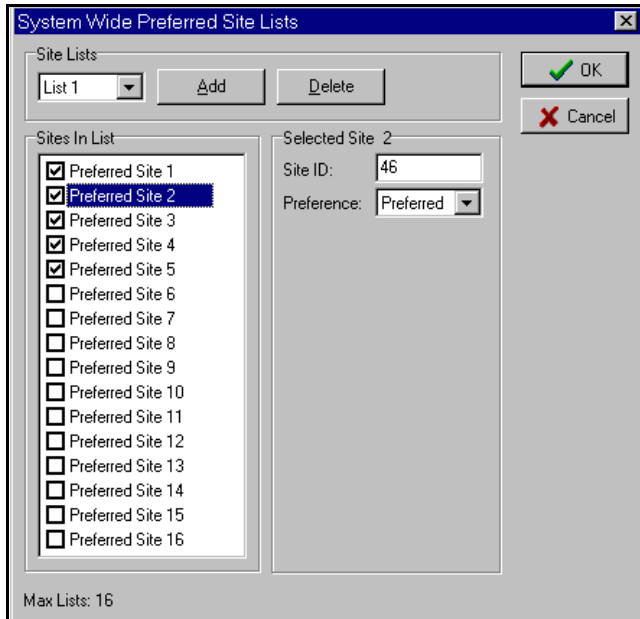 System Wide Preferred Site Lists
Site Lists
List 1
Add
Delete
OK
Cancel
Sites In List
Preferred Site 1
Preferred Site 2
Preferred Site 3
Preferred Site 4
Preferred Site 5
Preferred Site 6
Preferred Site 7
Preferred Site 8
Preferred Site 9
Preferred Site 10
Preferred Site 11
Preferred Site 12
Preferred Site 13
Preferred Site 14
Preferred Site 15
Preferred Site 16
Selected Site 2
Site ID: 46
Preference: Preferred
Max Lists: 16